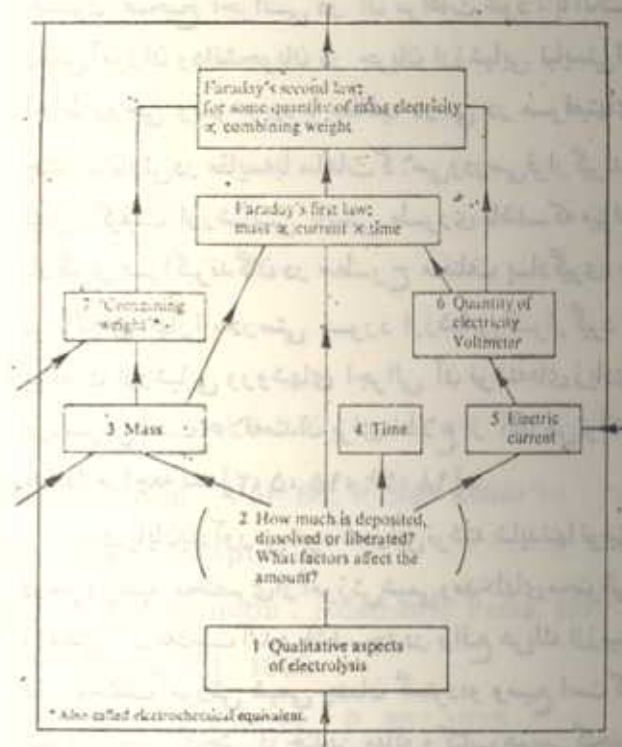 Faraday's second law:
for some quantity of mass electricity
∝ combining weight
Faraday's first law:
mass ∝ current × time
7 "Combining
weight"*
6 Quantity of
electricity
Voltmeter
3 Mass
4 Time
5 Electric
current
2 How much is deposited,
dissolved or liberated?
What factors affect the
amount?
1 Qualitative aspects
of electrolysis
* Also called electrochemical equivalent.